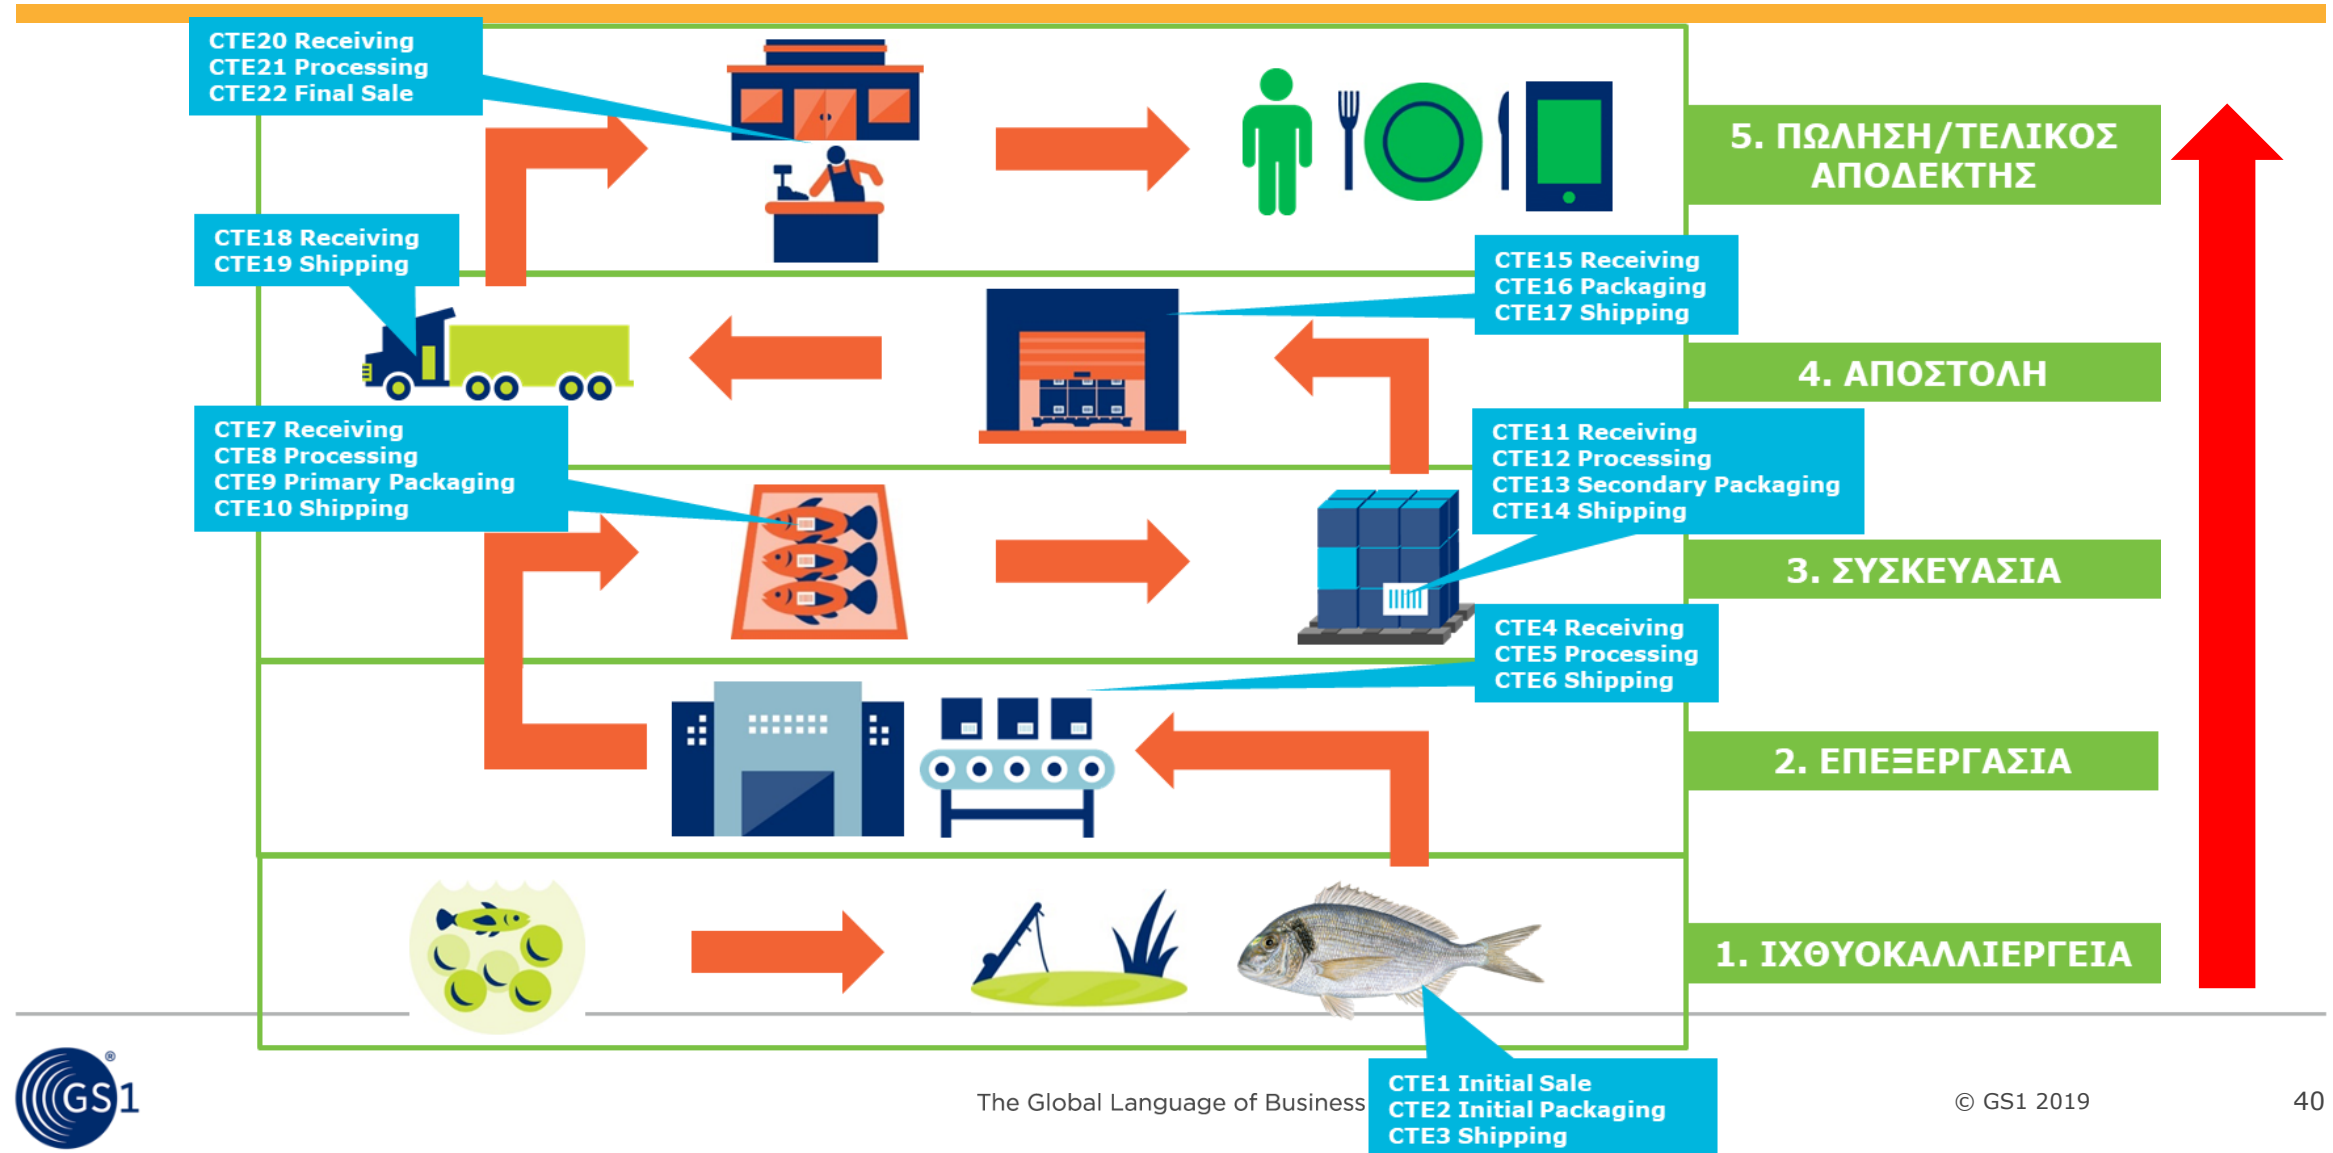 CTE20 Receiving
CTE21 Processing
CTE22 Final Sale
5. ΠΩΛΗΣΗ/ΤΕΛΙΚΟΣ
ΑΠΟΔΕΚΤΗΣ
CTE18 Receiving
CTE19 Shipping
CTE15 Receiving
CTE16 Packaging
CTE17 Shipping
4. ΑΠΟΣΤΟΛΗ
CTE7 Receiving
CTE8 Processing
CTE9 Primary Packaging
CTE10 Shipping
CTE11 Receiving
CTE12 Processing
CTE13 Secondary Packaging
CTE14 Shipping
3. ΣΥΣΚΕΥΑΣΙΑ
CTE4 Receiving
CTE5 Processing
CTE6 Shipping
2. ΕΠΕΞΕΡΓΑΣΙΑ
1. ΙΧΘΥΟΚΑΛΛΙΕΡΓΕΙΑ
CTE1 Initial Sale
CTE2 Initial Packaging
CTE3 Shipping
GS1 ®
The Global Language of Business
© GS1 2019
40